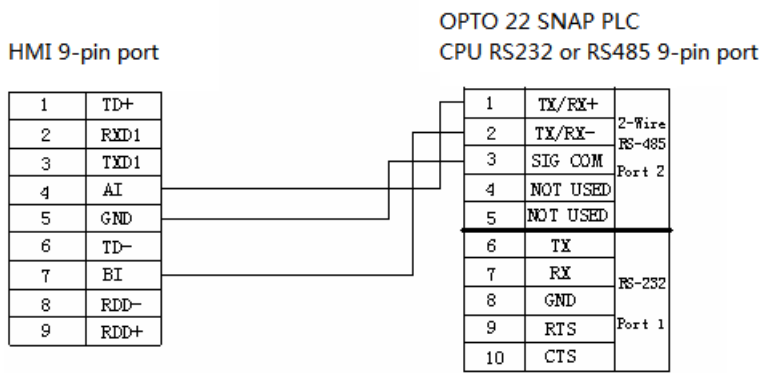 OPTO 22 SNAP PLC
HMI 9-pin port
CPU RS232 or RS485 9-pin port
1 TD+
2 RXD1
3 TXD1
4 AI
5 GND
6 TD-
7 BI
8 RDD-
9 RDD+
1 TX/RX+
2 TX/RX-
3 SIG COM
4 NOT USED
5 NOT USED
2-Wire
RS-485
Port 2
6 TX
7 RX
8 GND
9 RTS
10 CTS
RS-232
Port 1